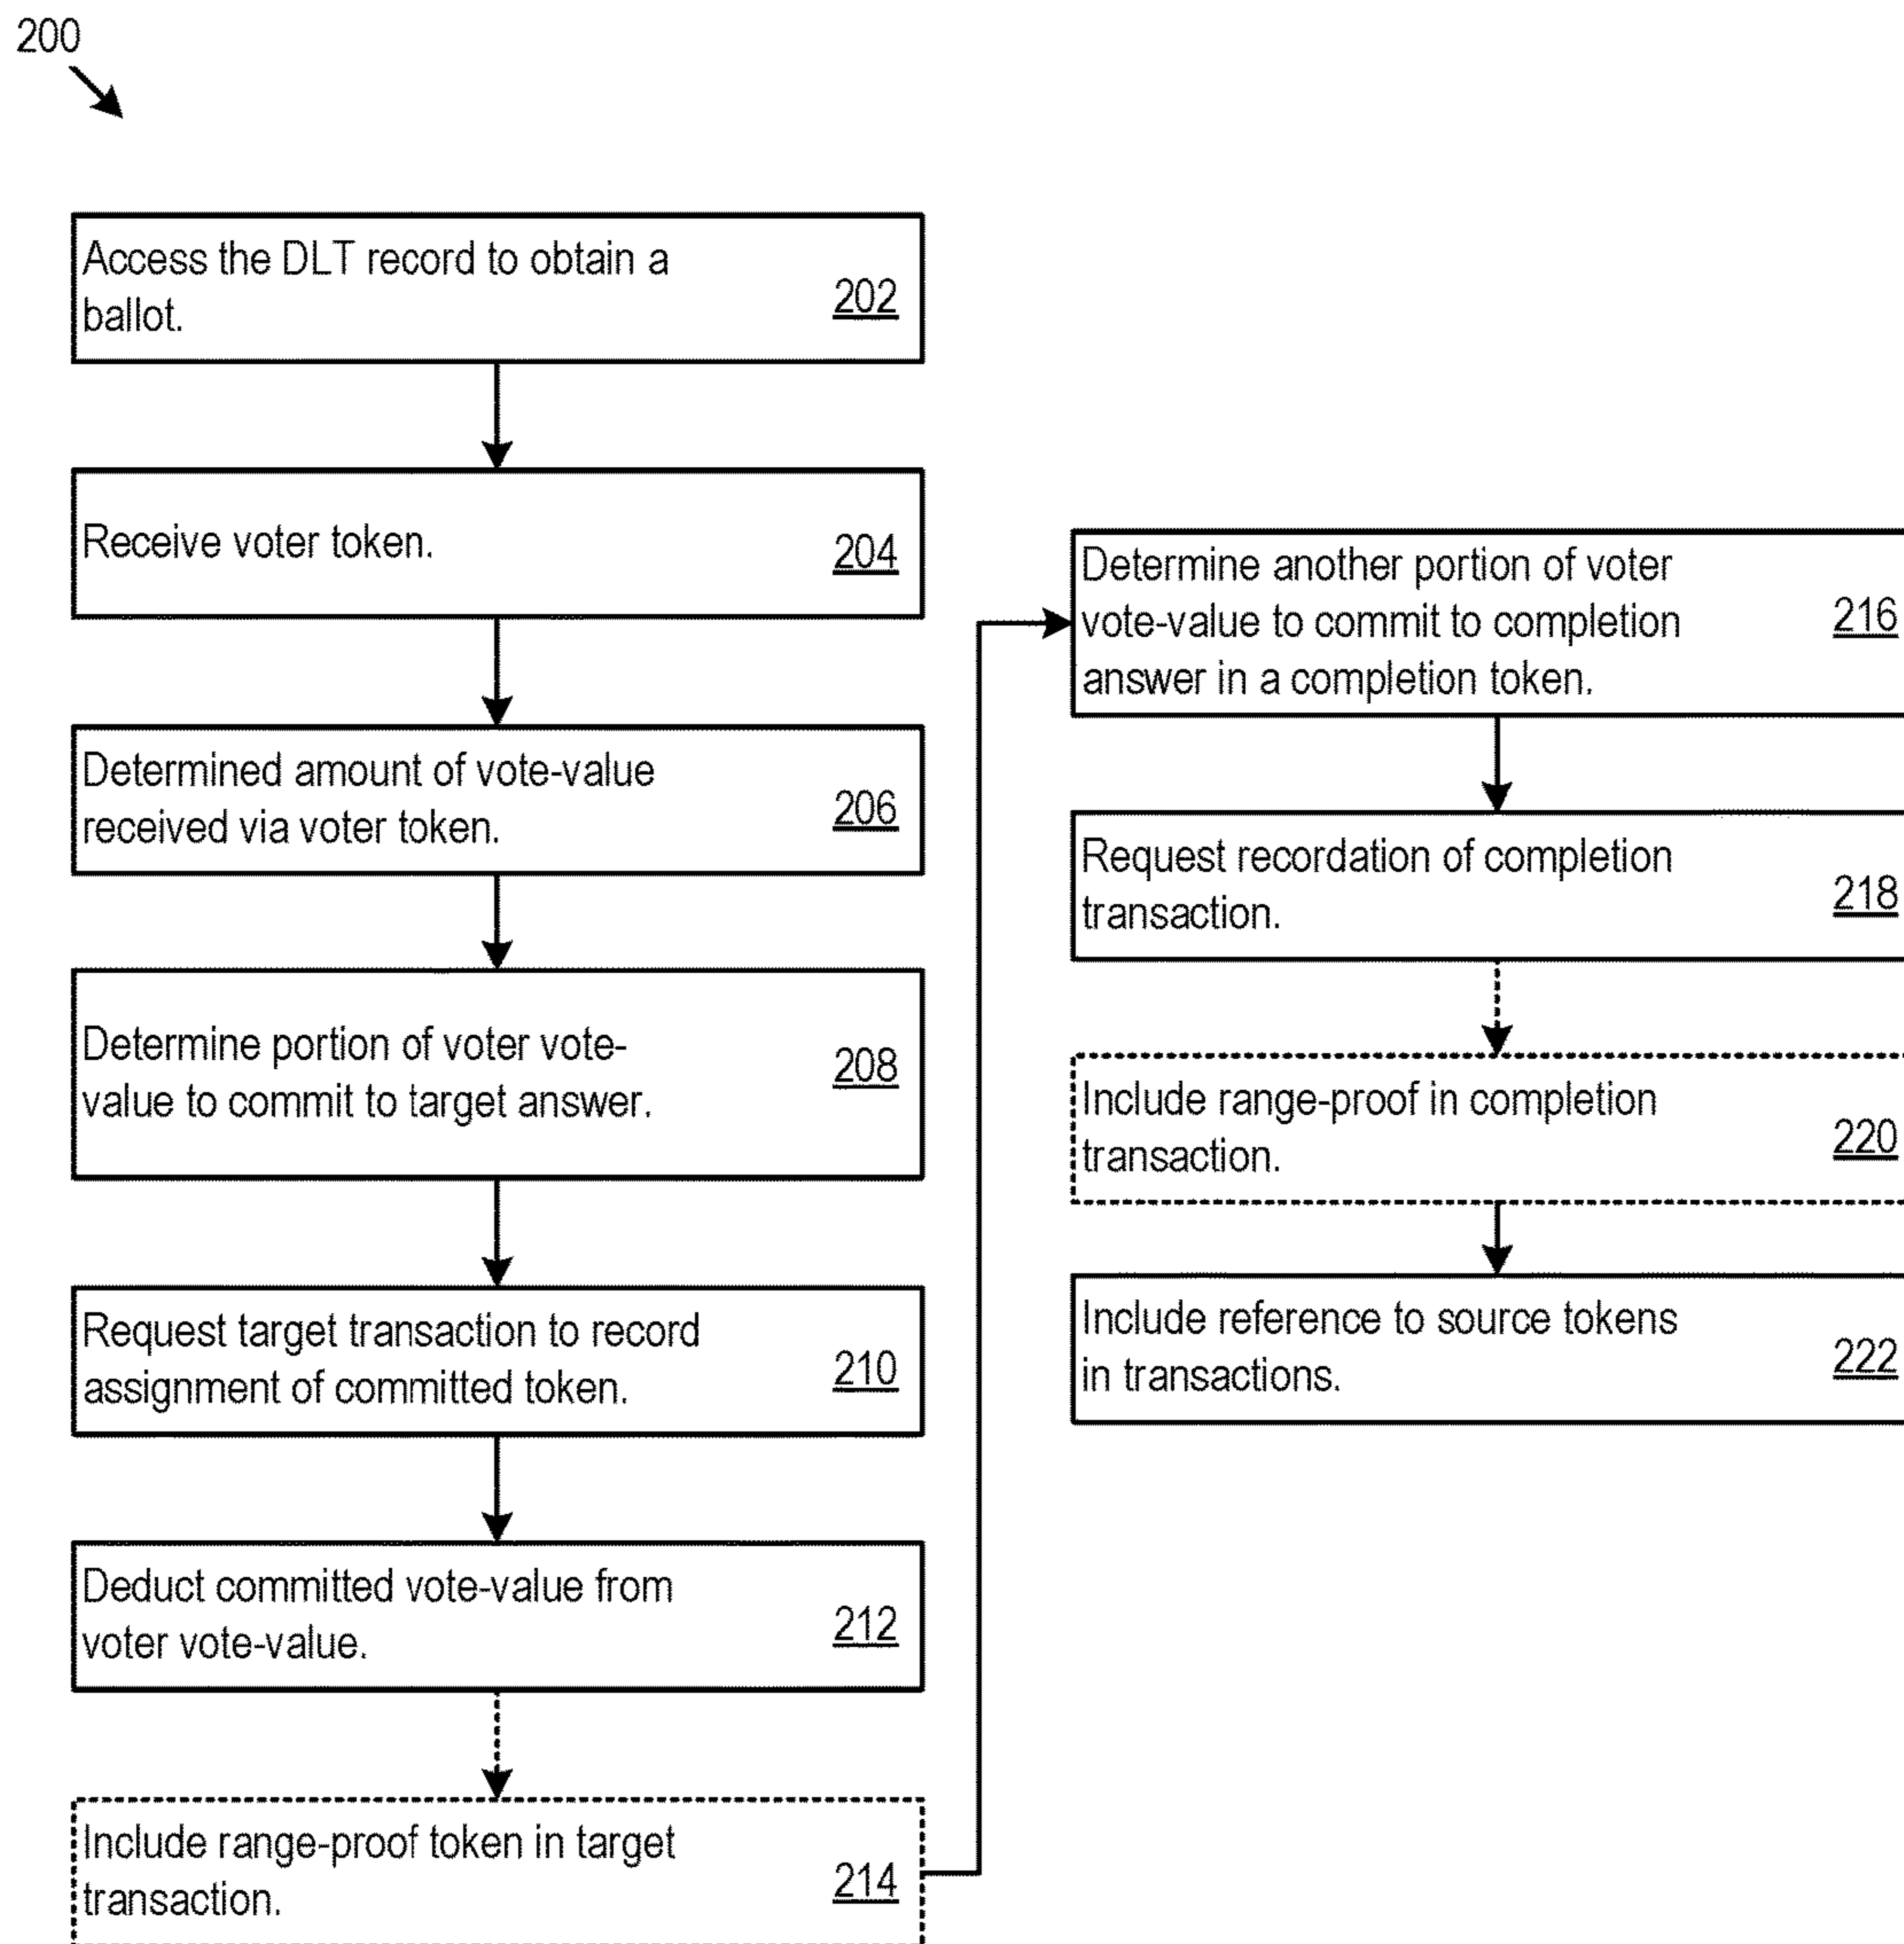 200
Access the DLT record to obtain a
ballot.
202
Receive voter token.
204
Determined amount of vote-value
received via voter token.
206
Determine portion of voter vote-
value to commit to target answer.
208
Request target transaction to record
assignment of committed token.
210
Deduct committed vote-value from
voter vote-value.
212
Include range-proof token in target
transaction.
214
Determine another portion of voter
vote-value to commit to completion
answer in a completion token.
216
Request recordation of completion
transaction.
218
Include range-proof in completion
transaction.
220
Include reference to source tokens
in transactions.
222